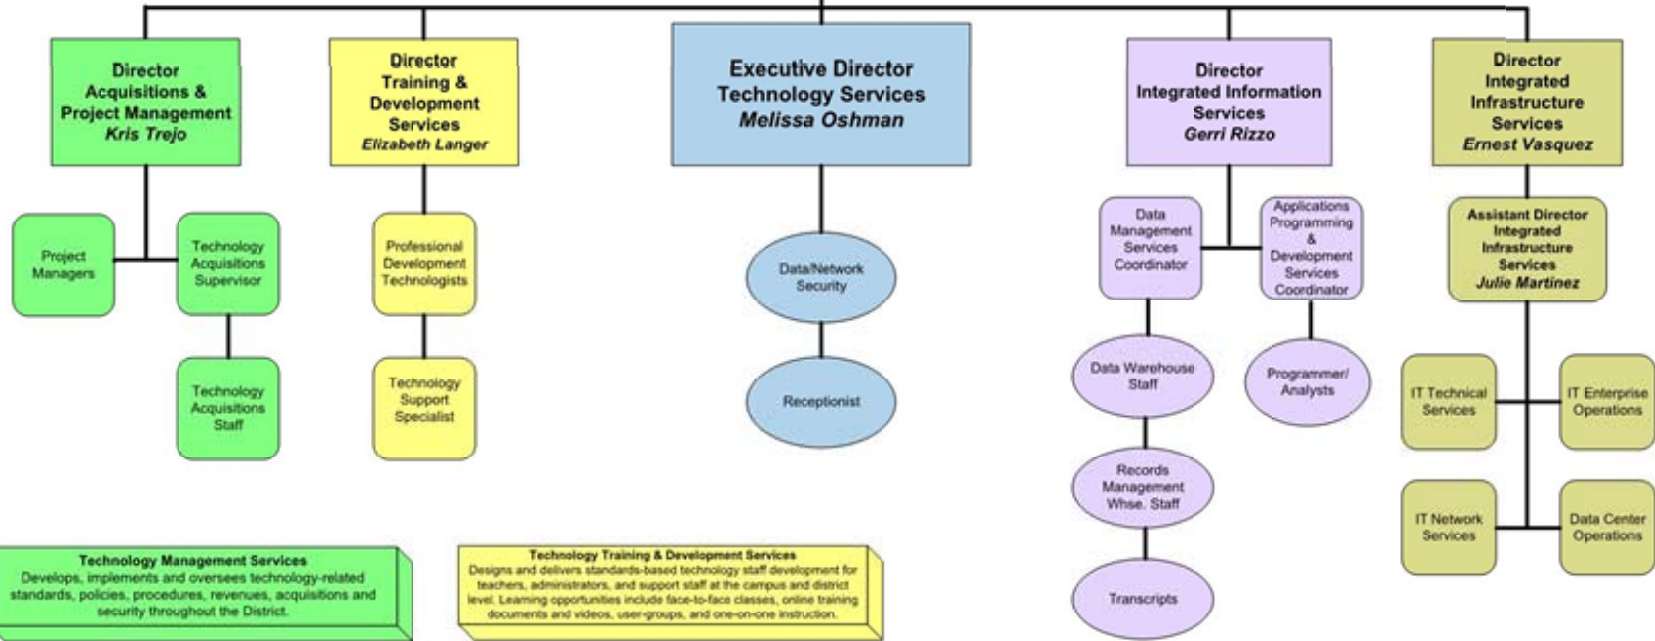 Director
Acquisitions &
Project Management
Kris Trejo
Director
Training &
Development
Services
Elizabeth Langer
Executive Director
Technology Services
Melissa Oshman
Director
Integrated Information
Services
Gerri Rizzo
Director
Integrated
Infrastructure
Services
Ernest Vasquez
Project
Managers
Technology
Acquisitions
Supervisor
Technology
Acquisitions
Staff
Professional
Development
Technologists
Technology
Support
Specialist
Data/Network
Security
Receptionist
Data
Management
Services
Coordinator
Applications
Programming
&
Development
Services
Coordinator
Data Warehouse
Staff
Programmer/
Analysts
Records
Management
Whse. Staff
Transcripts
Assistant Director
Integrated
Infrastructure
Services
Julie Martinez
IT Technical
Services
IT Enterprise
Operations
IT Network
Services
Data Center
Operations
Technology Management Services
Develops, implements and oversees technology-related
standards, policies, procedures, revenues, acquisitions and
security throughout the District.
Technology Training & Development Services
Designs and delivers standards-based technology staff development for
teachers, administrators, and support staff at the campus and district
level. Learning opportunities include face-to-face classes, online training
documents and videos, user-groups, and one-on-one instruction.